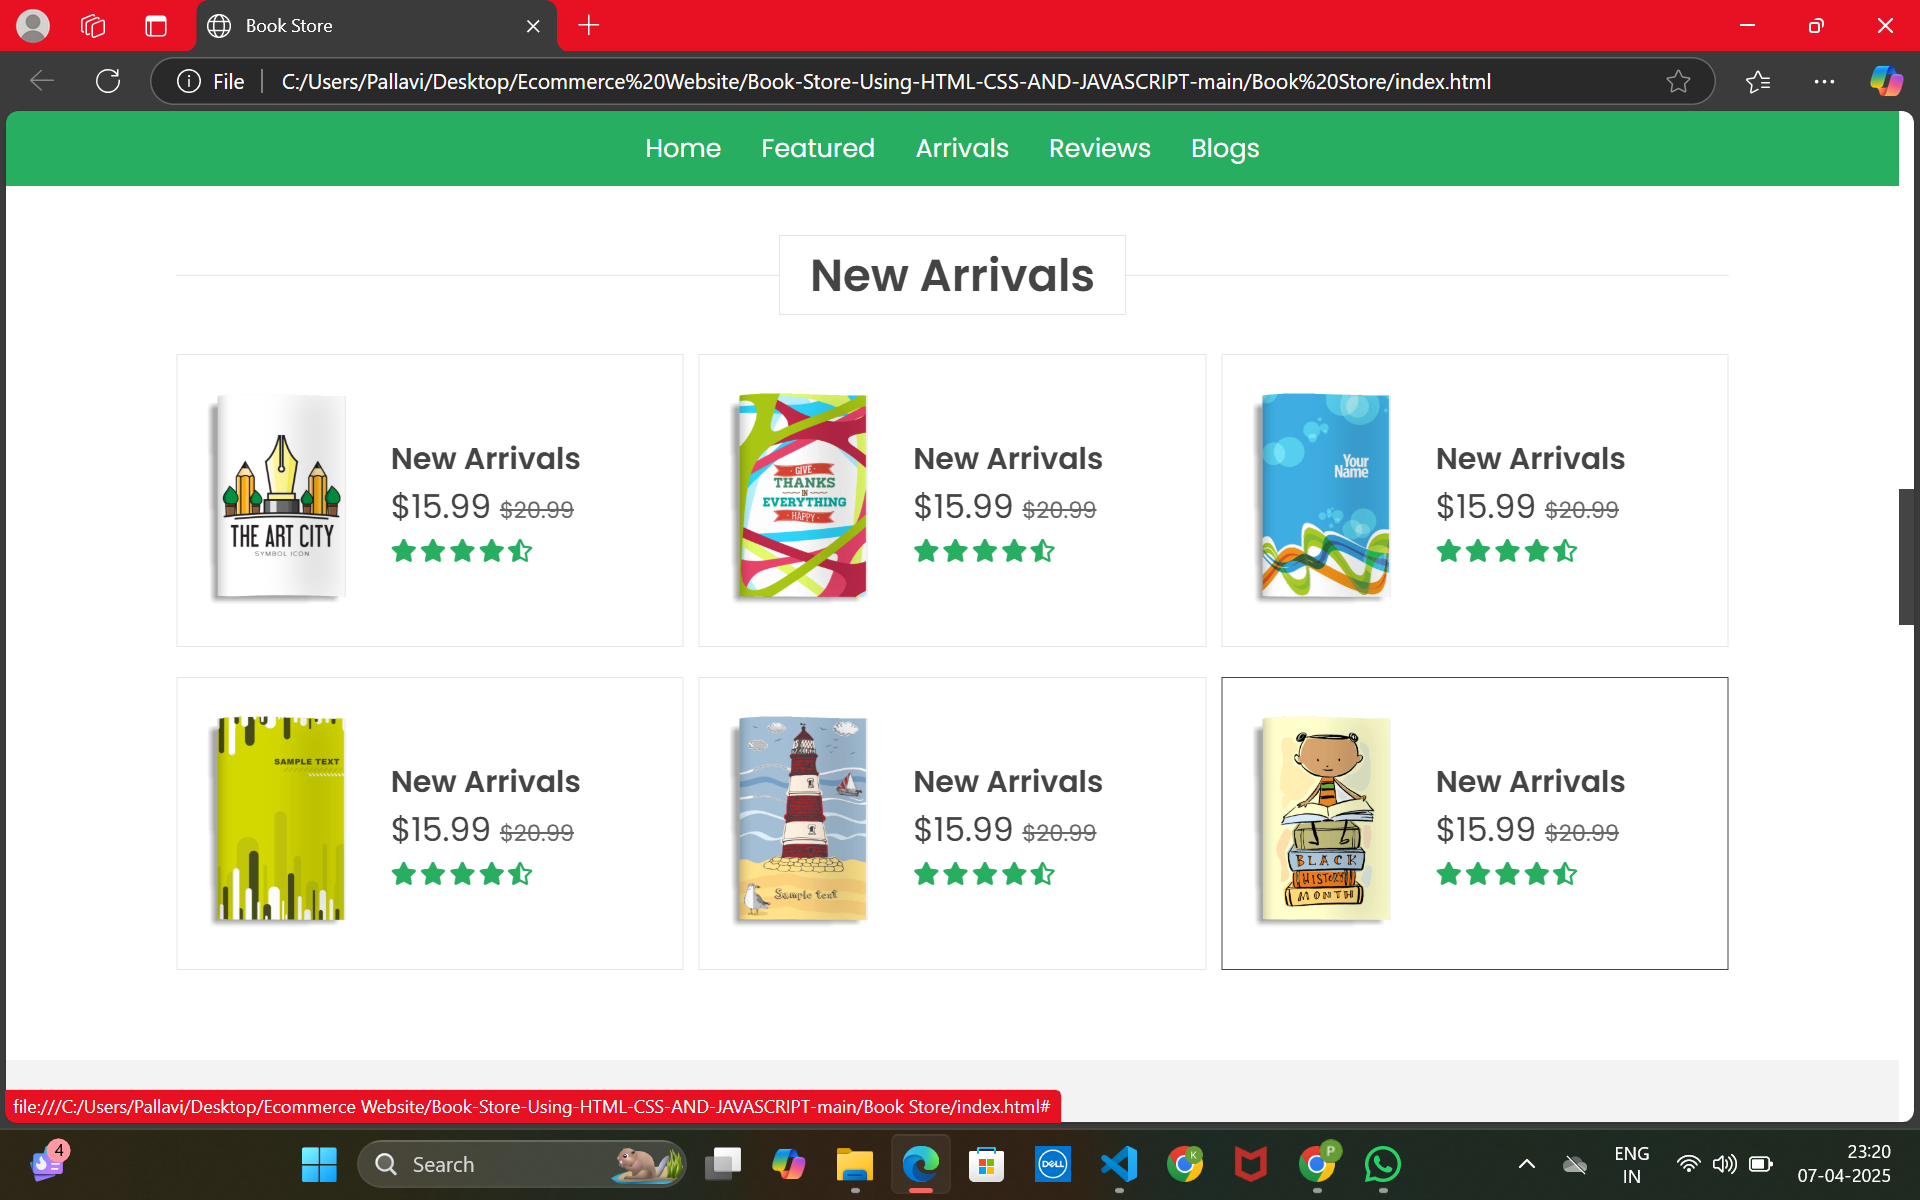 Book Store
File
C:/Users/Pallavi/Desktop/Ecommerce%20Website/Book-Store-Using-HTML-CSS-AND-JAVASCRIPT-main/Book%20Store/index.html
Home Featured Arrivals Reviews Blogs
New Arrivals
THE ART CITY
SYMBOL ICON
New Arrivals
$15.99 $20.99
GIVE
THANKS
IN
EVERYTHING
HAPPY
New Arrivals
$15.99 $20.99
Your
Name
New Arrivals
$15.99 $20.99
SAMPLE TEXT
New Arrivals
$15.99 $20.99
Sample text
New Arrivals
$15.99 $20.99
BLACK
HISTORY
MONTH
New Arrivals
$15.99 $20.99
file:///C:/Users/Pallavi/Desktop/Ecommerce Website/Book-Store-Using-HTML-CSS-AND-JAVASCRIPT-main/Book Store/index.html#
4
Search
DELL
K
P
ENG
IN
23:20
07-04-2025